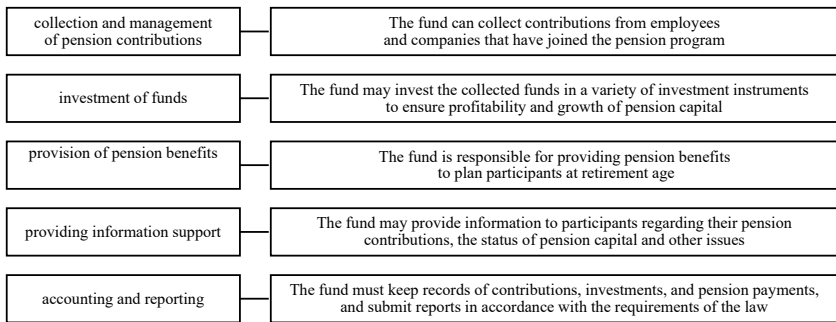 collection and management
of pension contributions
The fund can collect contributions from employees
and companies that have joined the pension program
investment of funds
The fund may invest the collected funds in a variety of investment instruments
to ensure profitability and growth of pension capital
provision of pension benefits
The fund is responsible for providing pension benefits
to plan participants at retirement age
providing information support
The fund may provide information to participants regarding their pension
contributions, the status of pension capital and other issues
accounting and reporting
The fund must keep records of contributions, investments, and pension payments,
and submit reports in accordance with the requirements of the law